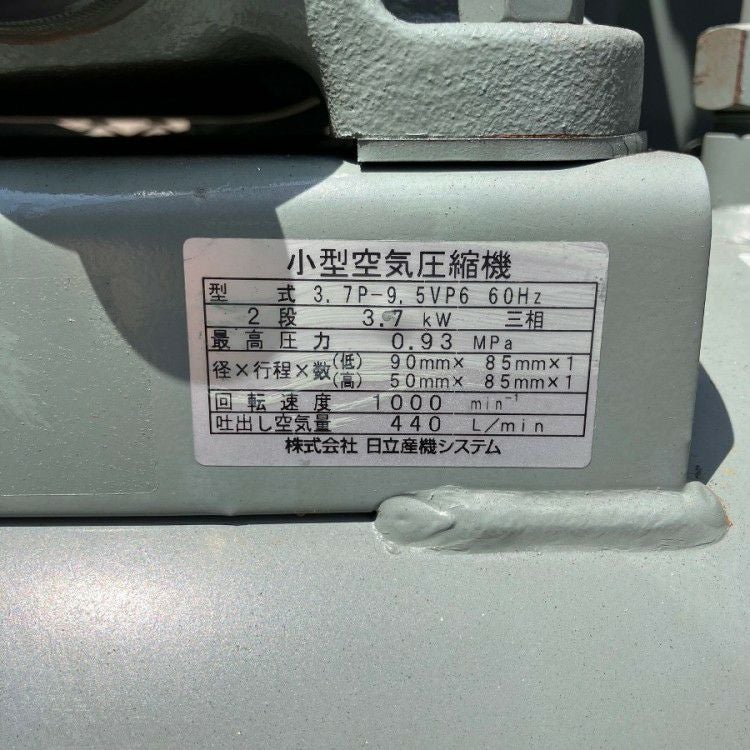 小型空気圧縮機
型式 3.7P-9.5VP6 60Hz
2段 3.7 kW 三相
最高圧力 0.93 MPa
径×行程×数 (低) 90mm× 85mm×1
(高) 50mm× 85mm×1
回転速度 1000 min⁻¹
吐出し空気量 440 L/min
株式会社 日立産機システム